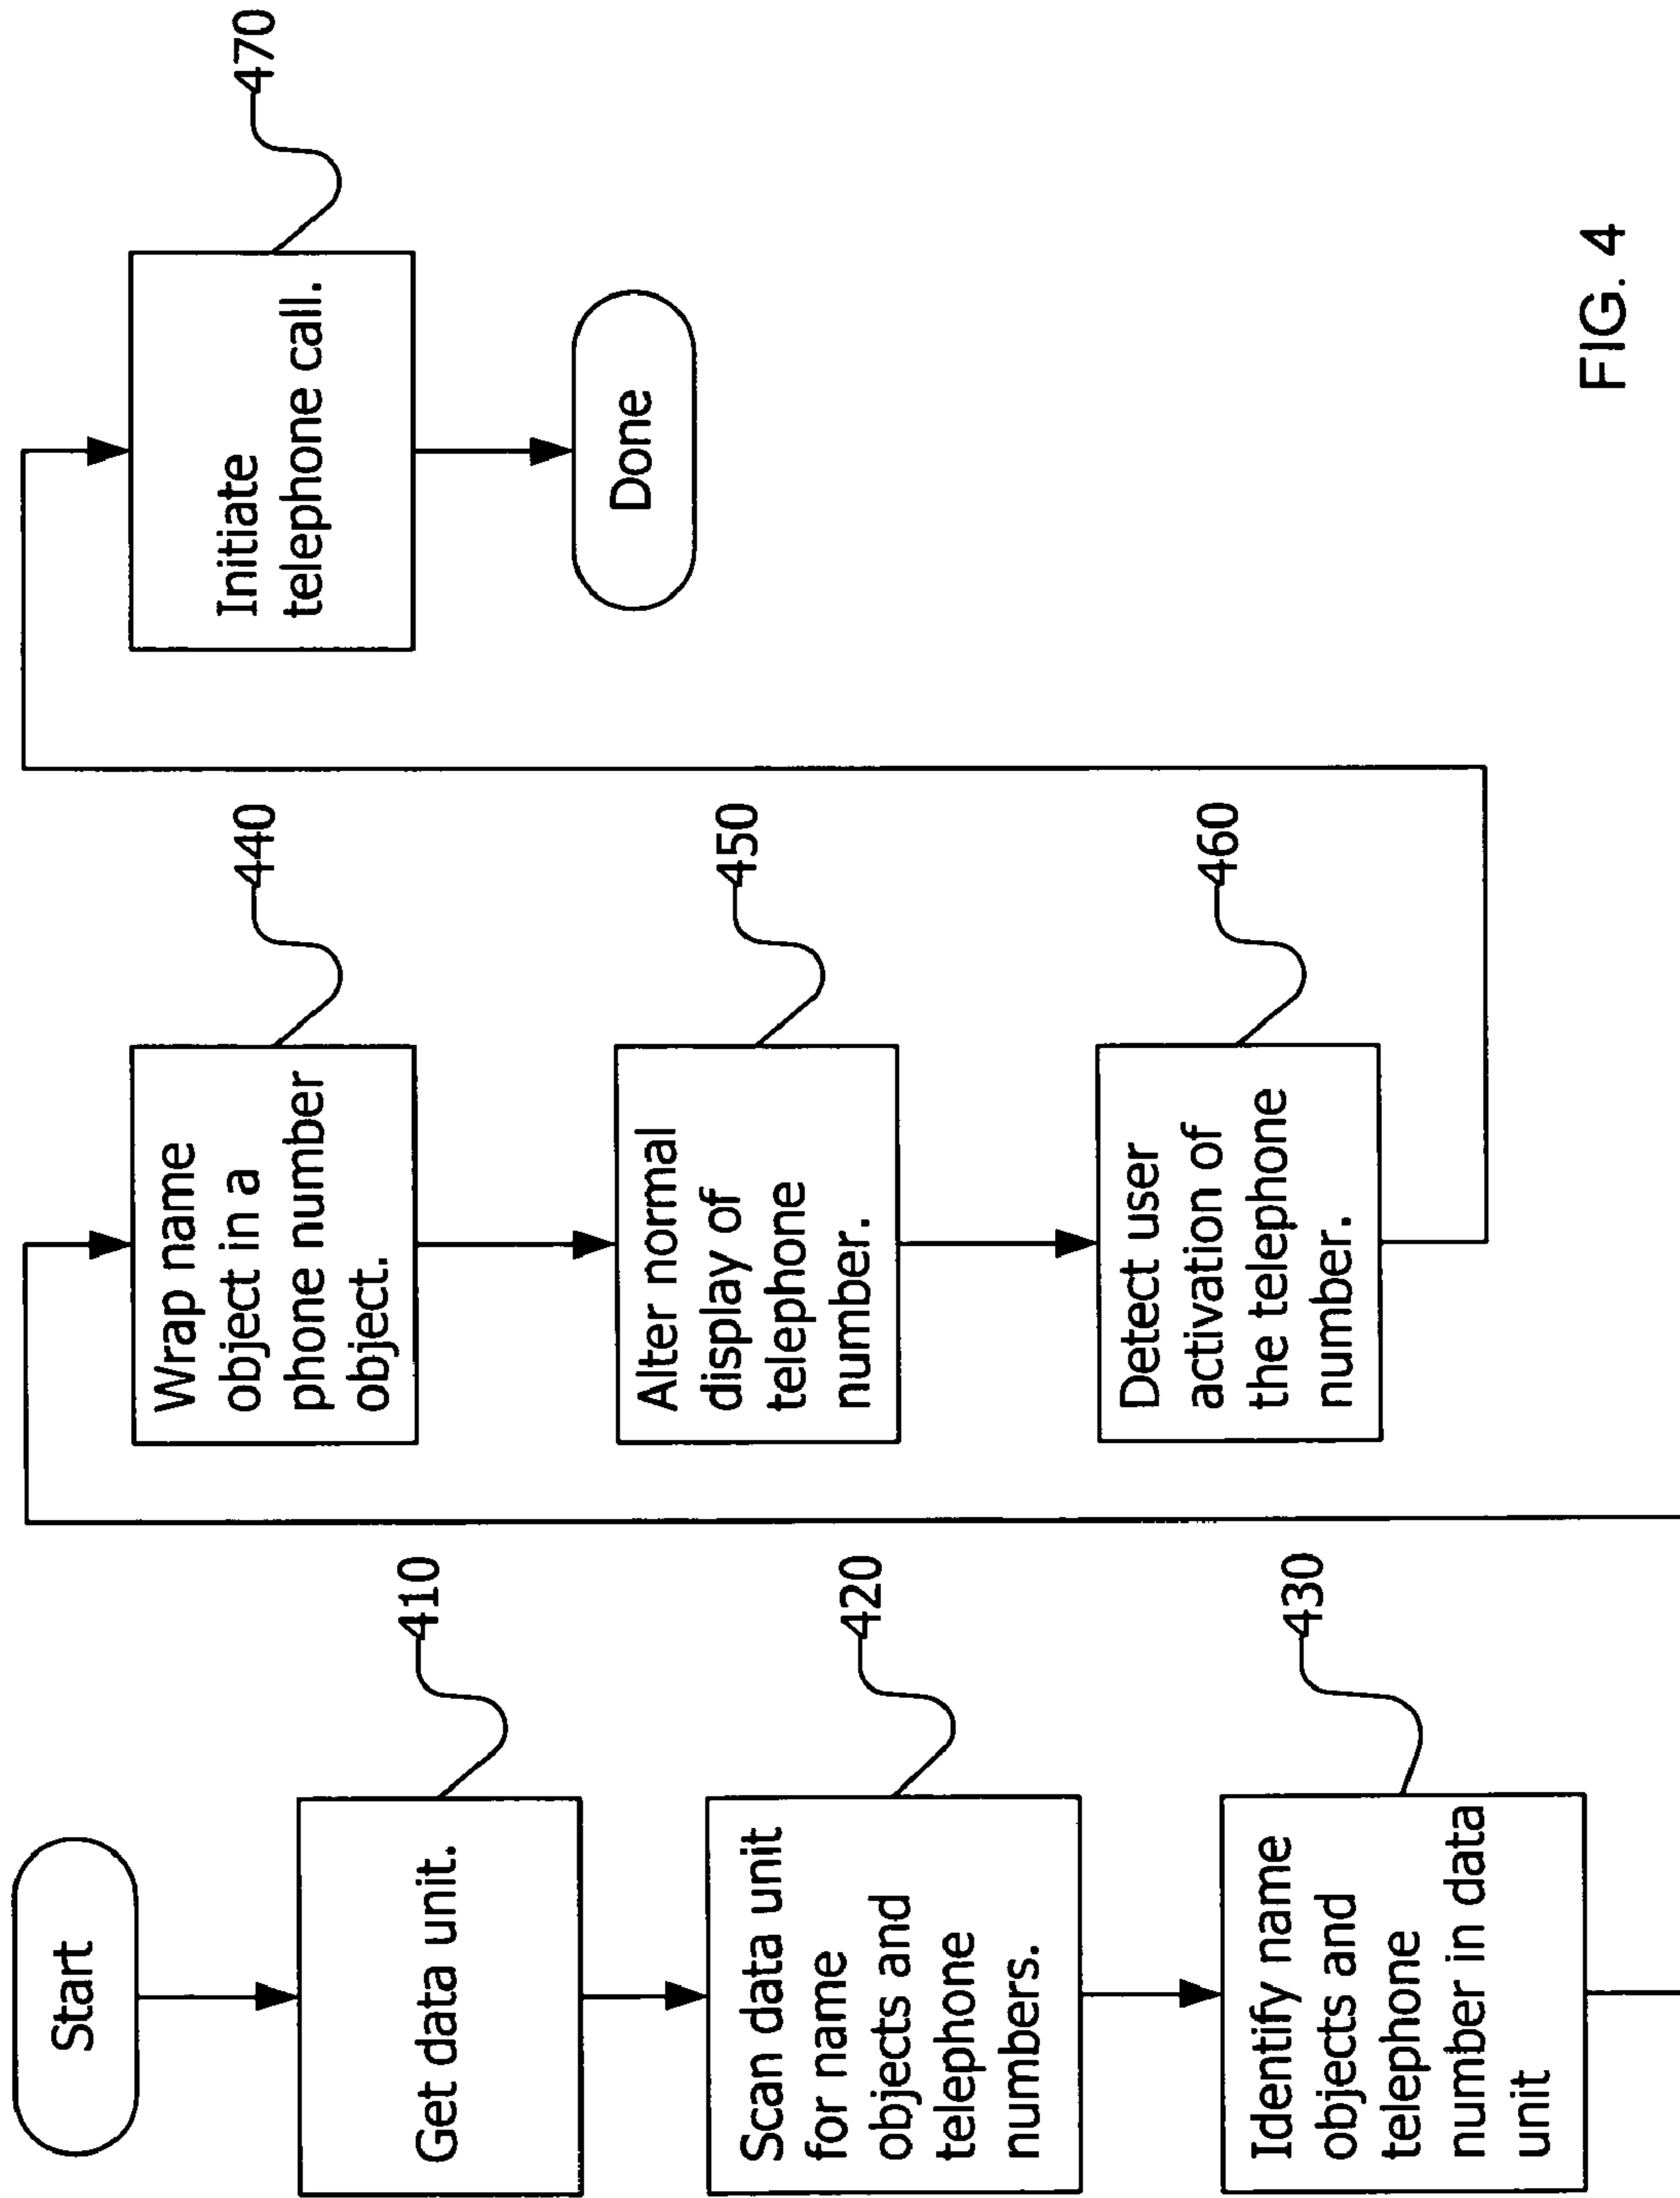 Start
Get data unit.
410
Scan data unit
for name
objects and
telephone
numbers.
420
Identify name
objects and
telephone
number in data
unit
430
Wrap name
object in a
phone number
object.
440
Alter normal
display of
telephone
number.
450
Detect user
activation of
the telephone
number.
460
Initiate
telephone call.
470
Done
FIG. 4